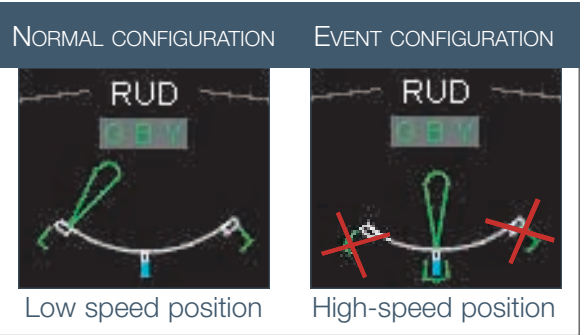 NORMAL CONFIGURATION
EVENT CONFIGURATION
RUD
G B Y
RUD
G B Y
Low speed position
High-speed position